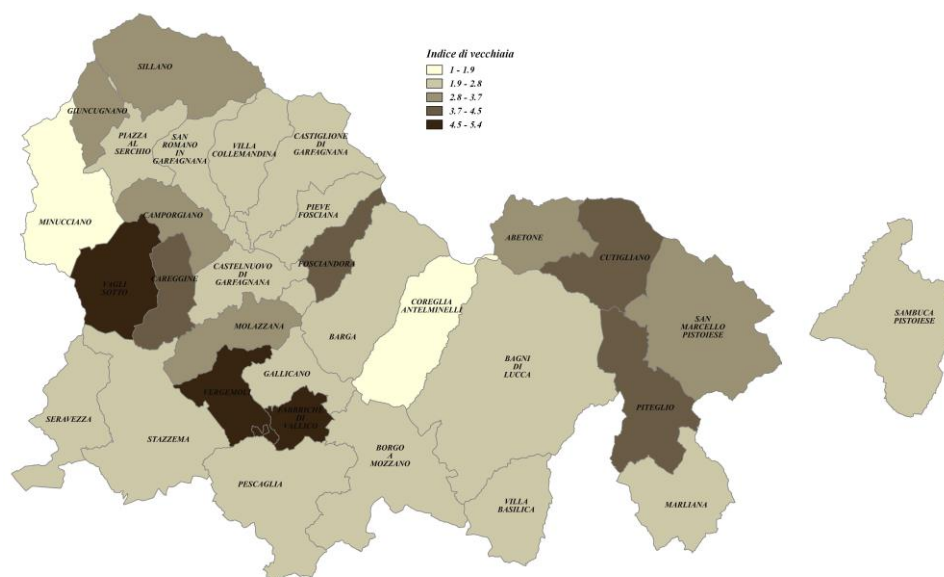 Indice di vecchiaia
1 - 1.9
1.9 - 2.8
2.8 - 3.7
3.7 - 4.5
4.5 - 5.4
SILLANO
GIUNCUGNANO
PIAZZA
AL
SERCHIO
SAN
ROMANO
IN
GARFAGNANA
VILLA
COLLEMANDINA
CASTIGLIONE
DI
GARFAGNANA
MINUCCIANO
CAMPORGIANO
PIEVE
FOSCIANA
VAGLI
SOTTO
CAREGGINE
CASTELNUOVO
DI
GARFAGNANA
FOSCIANDORA
ABETONE
CUTIGLIANO
COREGLIA
ANTELMINELLI
MOLAZZANA
BARGA
SAN
MARCELLO
PISTOIESE
SAMBUCA
PISTOIESE
BAGNI
DI
LUCCA
GALLICANO
VERGEMOLI
FABBRICHE
DI
VALLICO
PITEGLIO
SERAVEZZA
STAZZEMA
BORGO
A
MOZZANO
PESCAGLIA
VILLA
BASILICA
MARLIANA